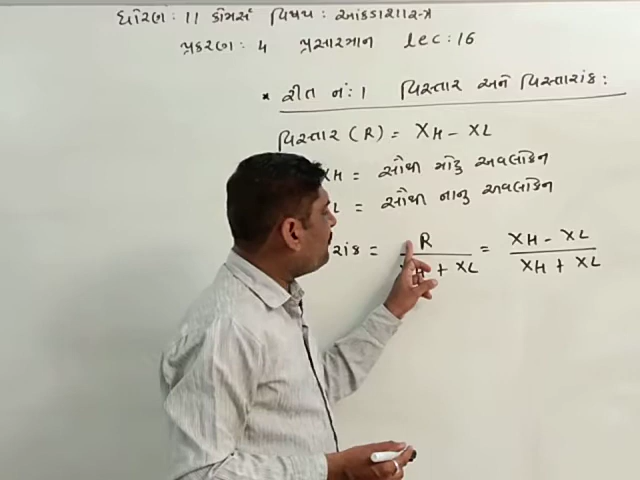 ધોરણ : 11 કોમર્સ વિષય : આંકડાશાસ્ત્ર
પ્રકરણ : 4 પ્રસારમાન lec : 16
* રીત નં : 1 વિસ્તાર અને વિસ્તારાંક :
વિસ્તાર (R) = XH - XL
XH = સૌથી મોટુ અવલોકન
L = સૌથી નાનુ અવલોકન
રાંક = R / XH + XL = XH - XL / XH + XL